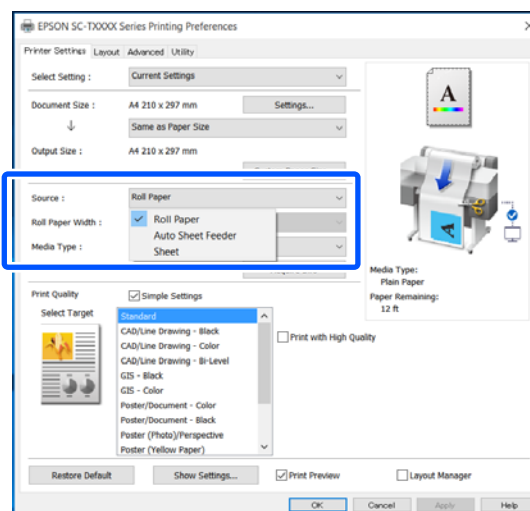 EPSON SC-TXXXX Series Printing Preferences
Printer Settings Layout Advanced Utility
Select Setting : Current Settings
Document Size : A4 210 x 297 mm Settings...
Same as Paper Size
Output Size : A4 210 x 297 mm
Source : Roll Paper
Roll Paper Width :
Media Type :
Roll Paper
Auto Sheet Feeder
Sheet
A
Media Type:
Plain Paper
Paper Remaining:
12 ft
Print Quality Simple Settings
Select Target
Standard
CAD/Line Drawing - Black
CAD/Line Drawing - Color
CAD/Line Drawing - Bi-Level
GIS - Black
GIS - Color
Poster/Document - Color
Poster/Document - Black
Poster (Photo)/Perspective
Poster (Yellow Paper)
Print with High Quality
Restore Default Show Settings... Print Preview Layout Manager
OK Cancel Apply Help